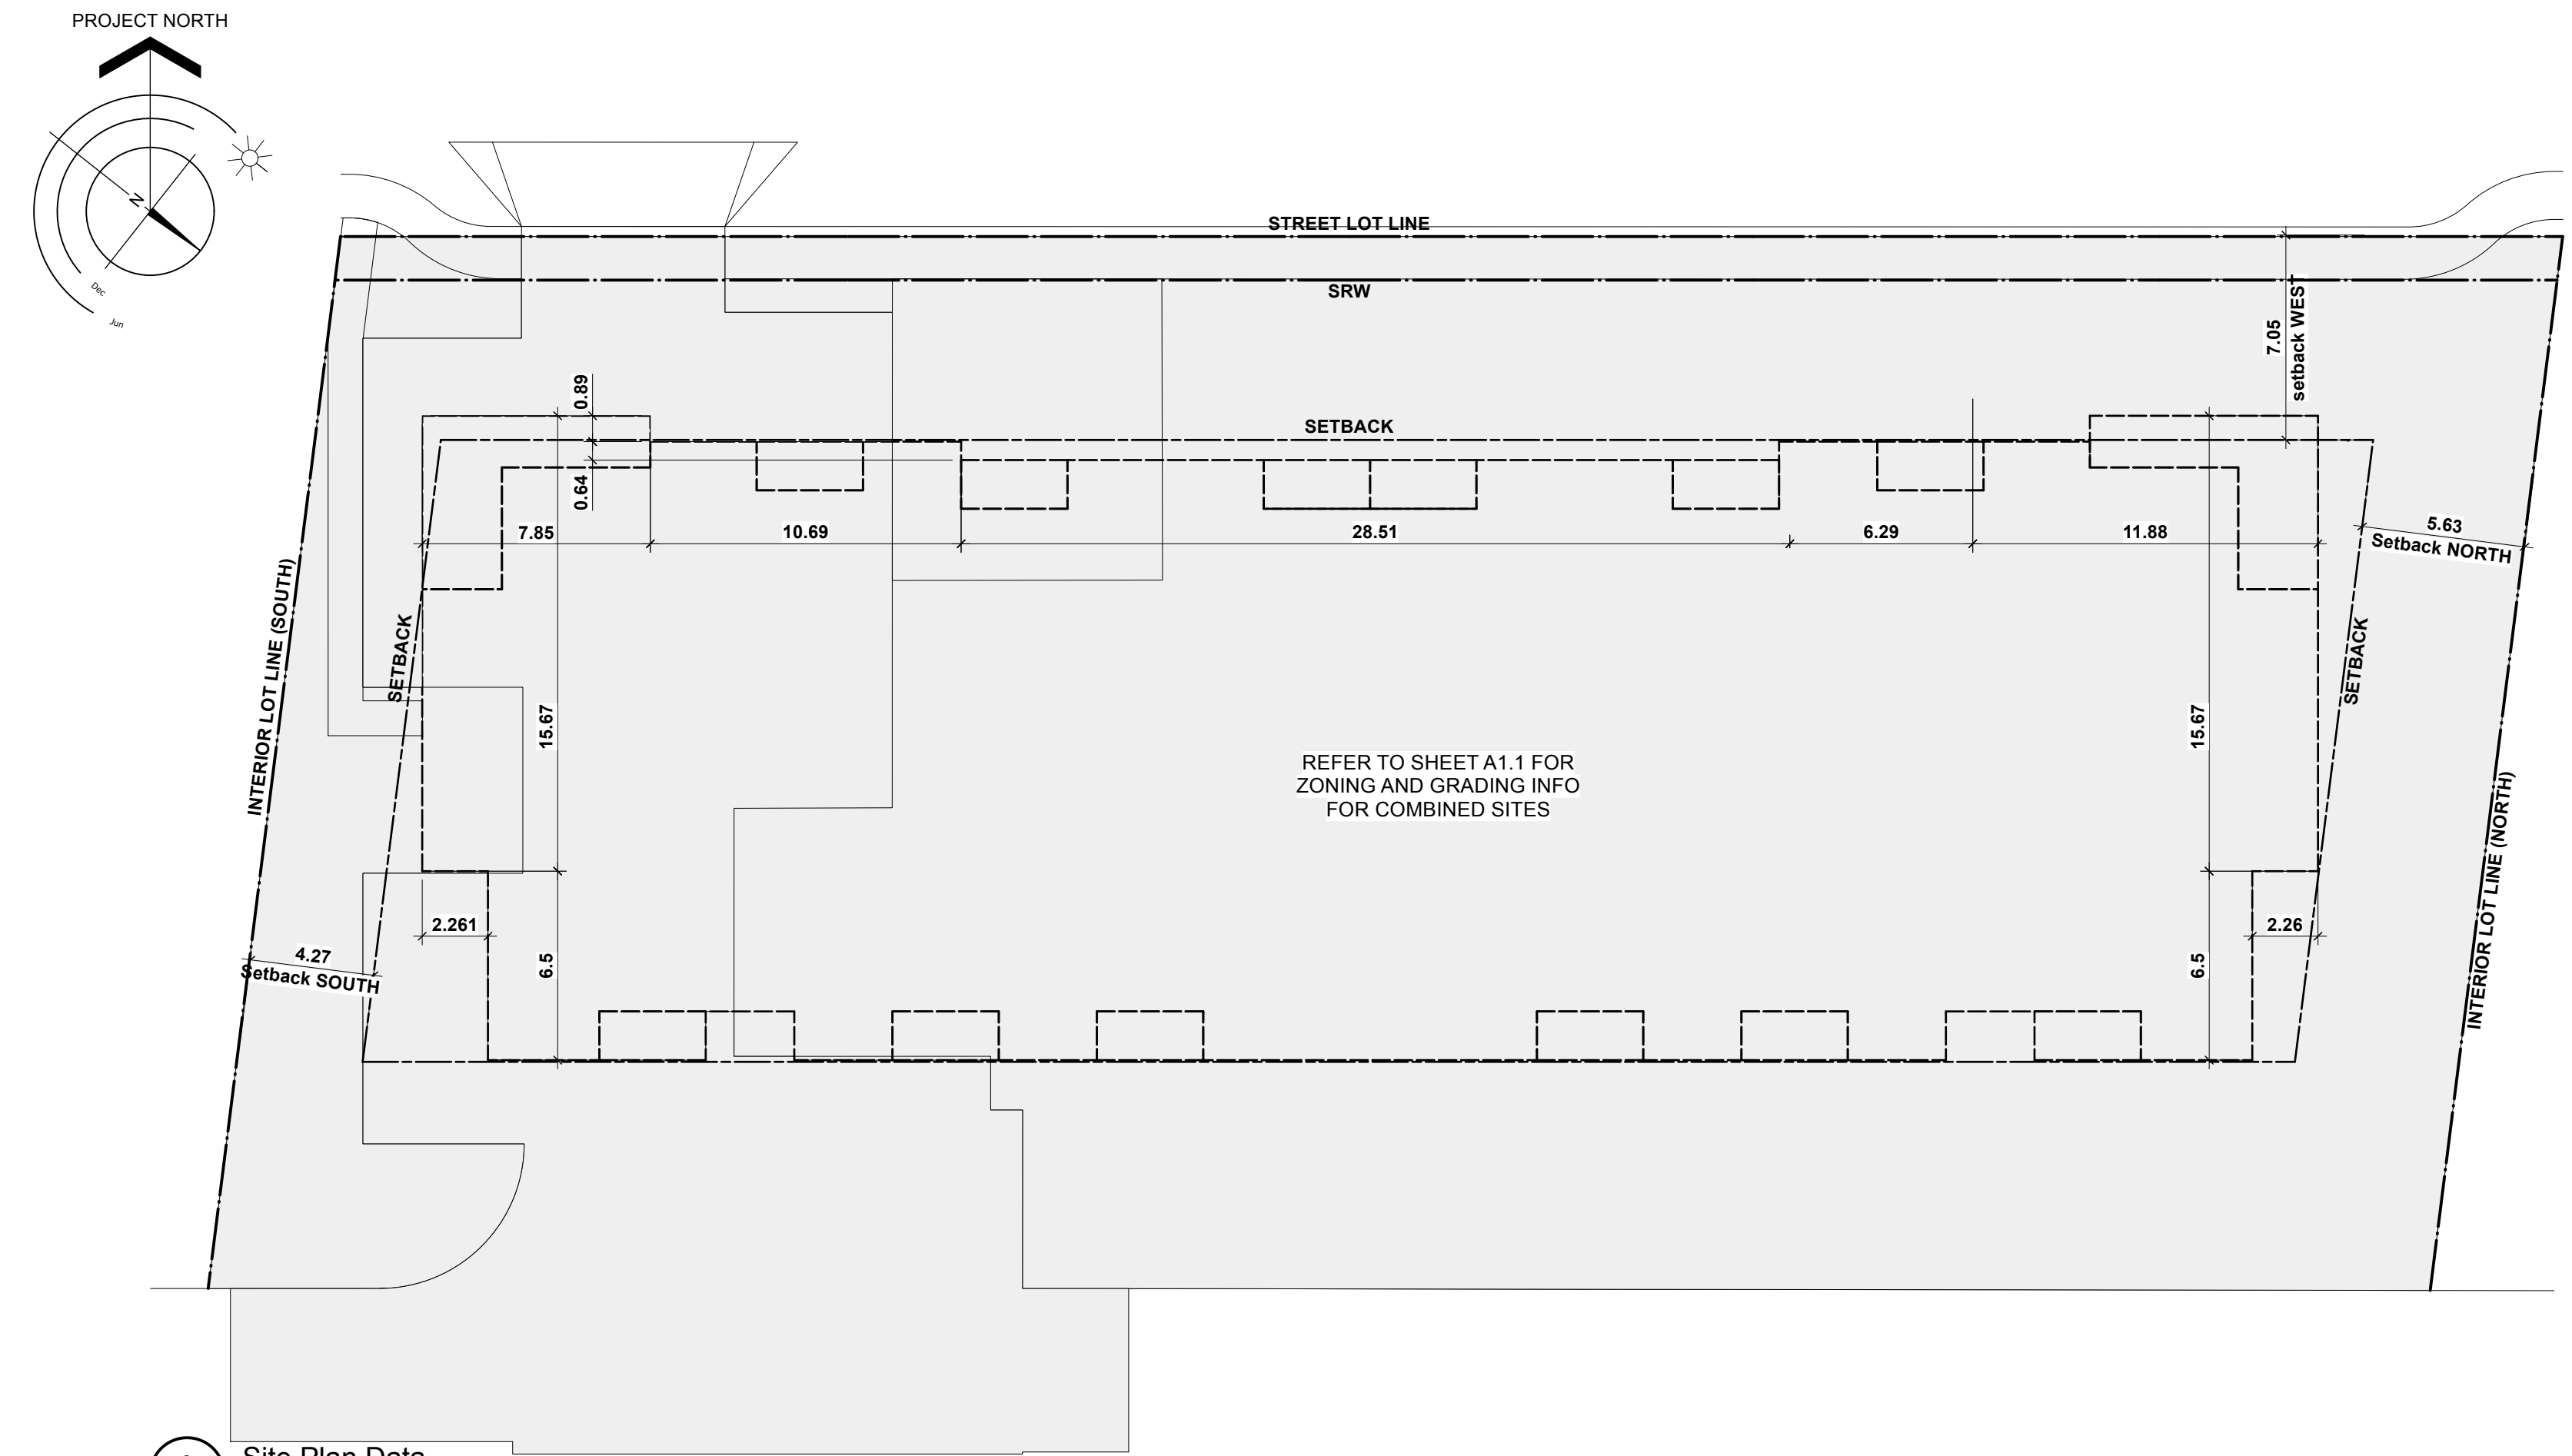 PROJECT NORTH
N
Dec
Jun
STREET LOT LINE
SRW
7.05
setback WEST
0.89
SETBACK
0.64
7.85
10.69
28.51
6.29
11.88
5.63
Setback NORTH
INTERIOR LOT LINE (SOUTH)
SETBACK
SETBACK
15.67
15.67
REFER TO SHEET A1.1 FOR
ZONING AND GRADING INFO
FOR COMBINED SITES
INTERIOR LOT LINE (NORTH)
2.261
2.26
4.27
Setback SOUTH
6.5
6.5
Site Plan Data